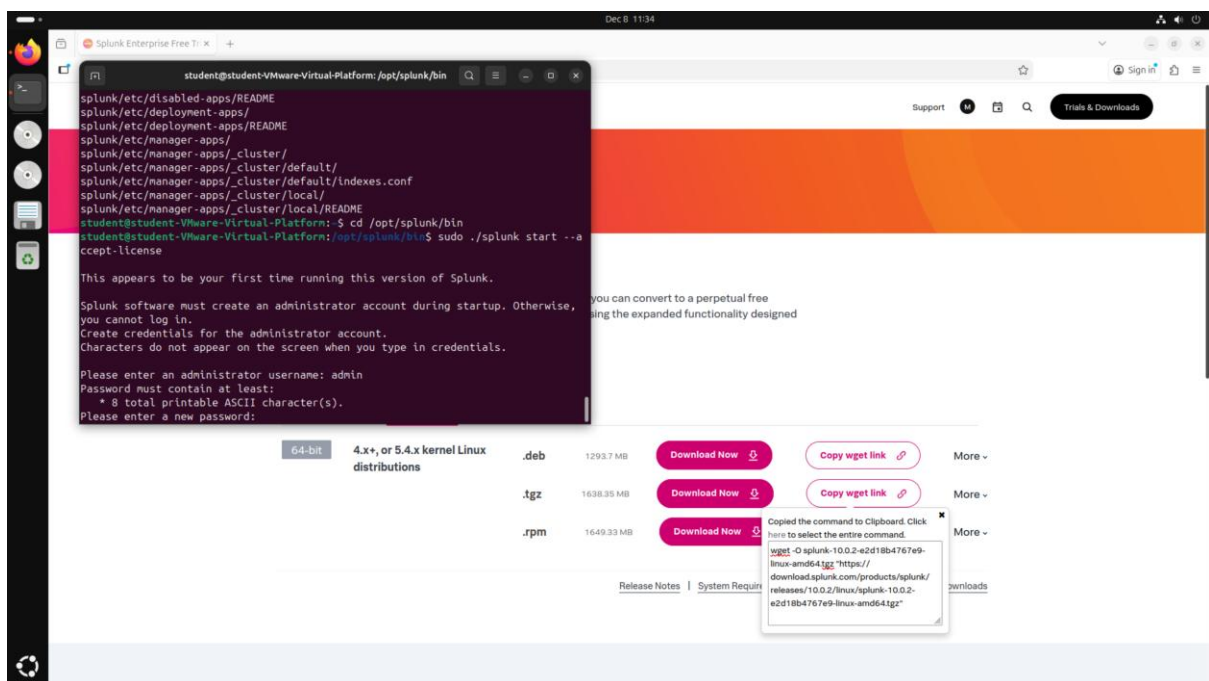 Dec 8 11:34
Splunk Enterprise Free Tr
Sign in
student@student-VMware-Virtual-Platform: /opt/splunk/bin
splunk/etc/disabled-apps/README
splunk/etc/deployment-apps/
splunk/etc/deployment-apps/README
splunk/etc/manager-apps/
splunk/etc/manager-apps/_cluster/
splunk/etc/manager-apps/_cluster/default/
splunk/etc/manager-apps/_cluster/default/indexes.conf
splunk/etc/manager-apps/_cluster/local/
splunk/etc/manager-apps/_cluster/local/README
student@student-VMware-Virtual-Platform:~$ cd /opt/splunk/bin
student@student-VMware-Virtual-Platform:/opt/splunk/bin$ sudo ./splunk start --a
ccept-license
This appears to be your first time running this version of Splunk.
Splunk software must create an administrator account during startup. Otherwise,
you cannot log in.
Create credentials for the administrator account.
Characters do not appear on the screen when you type in credentials.
Please enter an administrator username: admin
Password must contain at least:
* 8 total printable ASCII character(s).
Please enter a new password:
Support M Trials & Downloads
you can convert to a perpetual free
sing the expanded functionality designed
64-bit 4.x+, or 5.4.x kernel Linux .deb 1293.7 MB Download Now Copy wget link More
distributions
.tgz 1638.35 MB Download Now Copy wget link More
.rpm 1649.33 MB Download Now More
Copied the command to Clipboard. Click
here to select the entire command.
wget -O splunk-10.0.2-e2d18b4767e9-
linux-amd64.tgz "https://
download.splunk.com/products/splunk/
releases/10.0.2/linux/splunk-10.0.2-
e2d18b4767e9-linux-amd64.tgz"
Release Notes | System Require ownloads